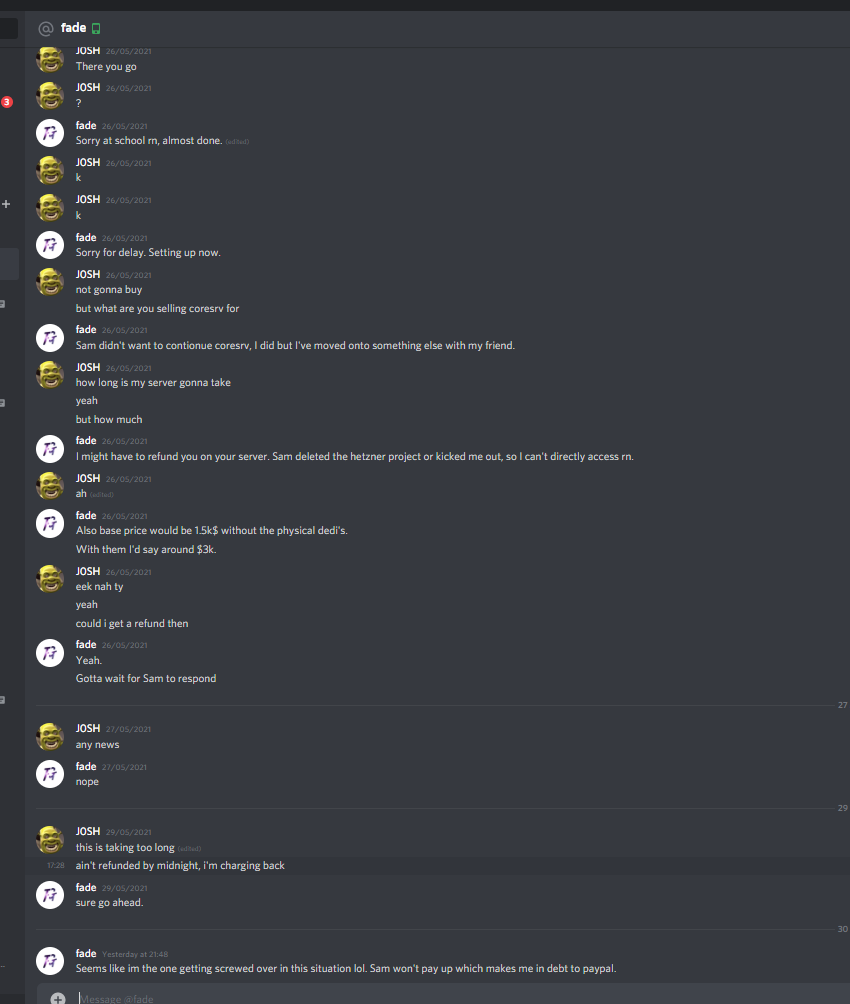 fade
JOSH 26/05/2021
There you go
3
JOSH 26/05/2021
?
fade 26/05/2021
Sorry at school rn, almost done. (edited)
JOSH 26/05/2021
k
JOSH 26/05/2021
k
fade 26/05/2021
Sorry for delay. Setting up now.
JOSH 26/05/2021
not gonna buy
but what are you selling coresrv for
fade 26/05/2021
Sam didn't want to contionue coresrv, I did but I've moved onto something else with my friend.
JOSH 26/05/2021
how long is my server gonna take
yeah
but how much
fade 26/05/2021
I might have to refund you on your server. Sam deleted the hetzner project or kicked me out, so I can't directly access rn.
JOSH 26/05/2021
ah (edited)
fade 26/05/2021
Also base price would be 1.5k$ without the physical dedi's.
With them I'd say around $3k.
JOSH 26/05/2021
eek nah ty
yeah
could i get a refund then
fade 26/05/2021
Yeah.
Gotta wait for Sam to respond
27
JOSH 27/05/2021
any news
fade 27/05/2021
nope
29
JOSH 29/05/2021
this is taking too long (edited)
17:28 ain't refunded by midnight, i'm charging back
fade 29/05/2021
sure go ahead.
30
fade Yesterday at 21:48
Seems like im the one getting screwed over in this situation lol. Sam won't pay up which makes me in debt to paypal.
Message @fade